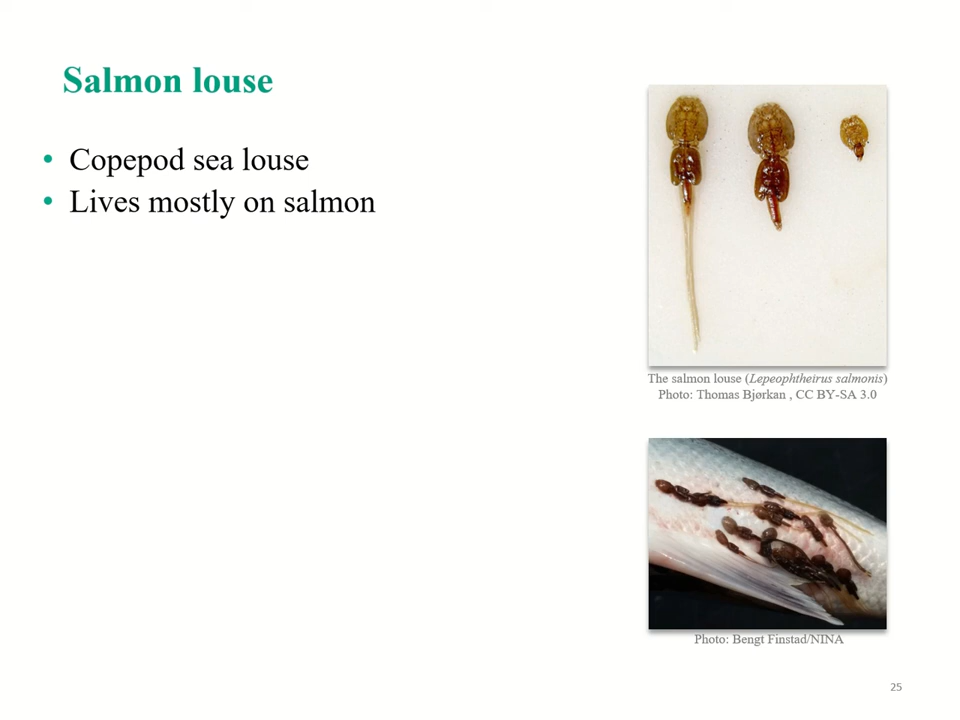 Salmon louse
• Copepod sea louse
• Lives mostly on salmon
The salmon louse (Lepeophtheirus salmonis)
Photo: Thomas Bjørkan , CC BY-SA 3.0
Photo: Bengt Finstad/NINA
25